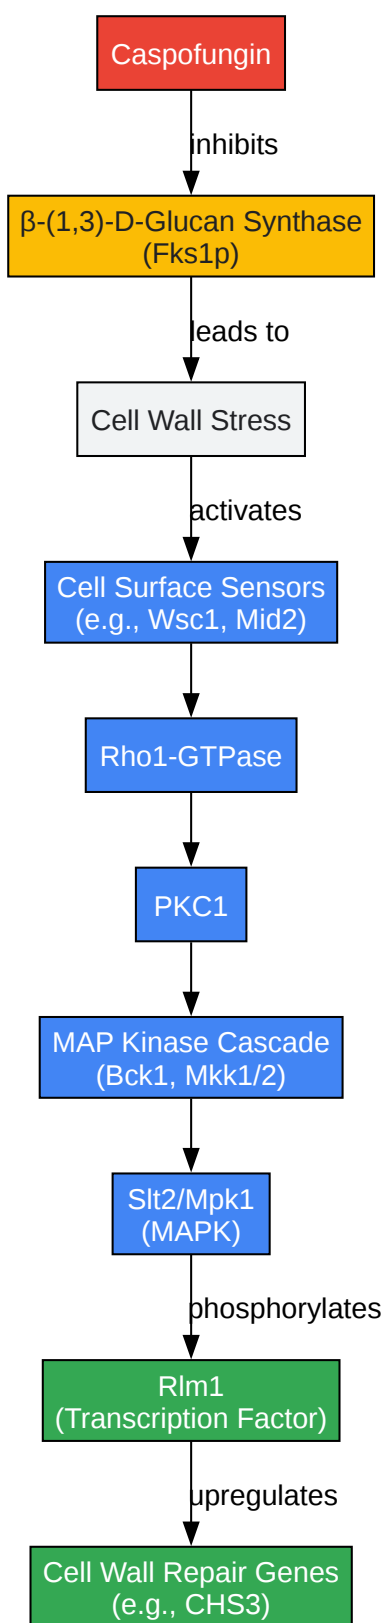 Caspofungin
inhibits
β-(1,3)-D-Glucan Synthase
(Fks1p)
leads to
Cell Wall Stress
activates
Cell Surface Sensors
(e.g., Wsc1, Mid2)
Rho1-GTPase
PKC1
MAP Kinase Cascade
(Bck1, Mkk1/2)
Slt2/Mpk1
(MAPK)
phosphorylates
Rlm1
(Transcription Factor)
upregulates
Cell Wall Repair Genes
(e.g., CHS3)